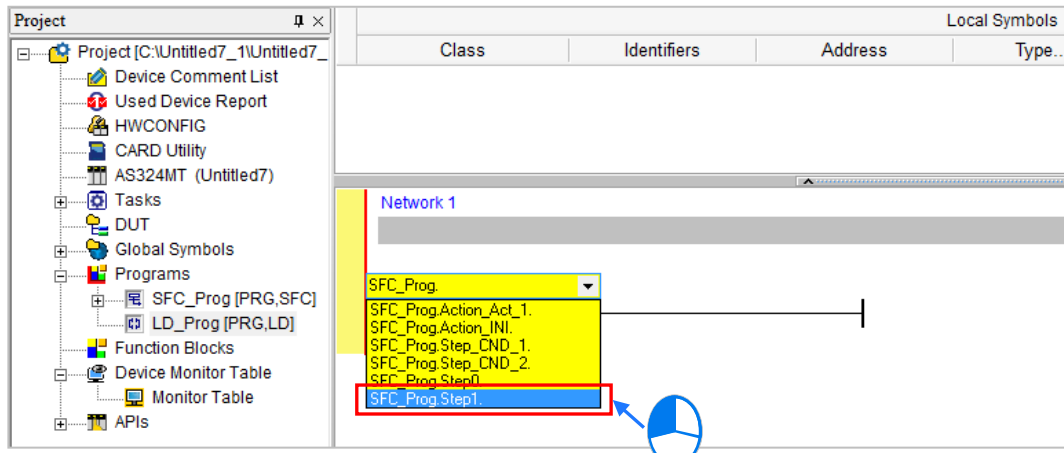 Project
Project [C:\Untitled7_1\Untitled7_
Device Comment List
Used Device Report
HWCONFIG
CARD Utility
AS324MT (Untitled7)
Tasks
DUT
Global Symbols
Programs
SFC_Prog [PRG,SFC]
LD_Prog [PRG,LD]
Function Blocks
Device Monitor Table
Monitor Table
APIs
Local Symbols
Class Identifiers Address Type..
Network 1
SFC_Prog.
SFC_Prog.Action_Act_1.
SFC_Prog.Action_INI.
SFC_Prog.Step_CND_1.
SFC_Prog.Step_CND_2.
SFC_Prog.Step0.
SFC_Prog.Step1.